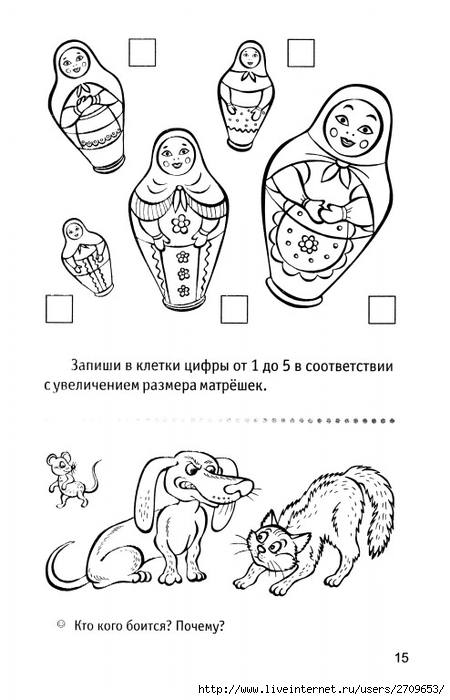 Запиши в клетки цифры от 1 до 5 в соответствии
с увеличением размера матрёшек.
☺ Кто кого боится? Почему?
15
http://www.liveinternet.ru/users/2709653/